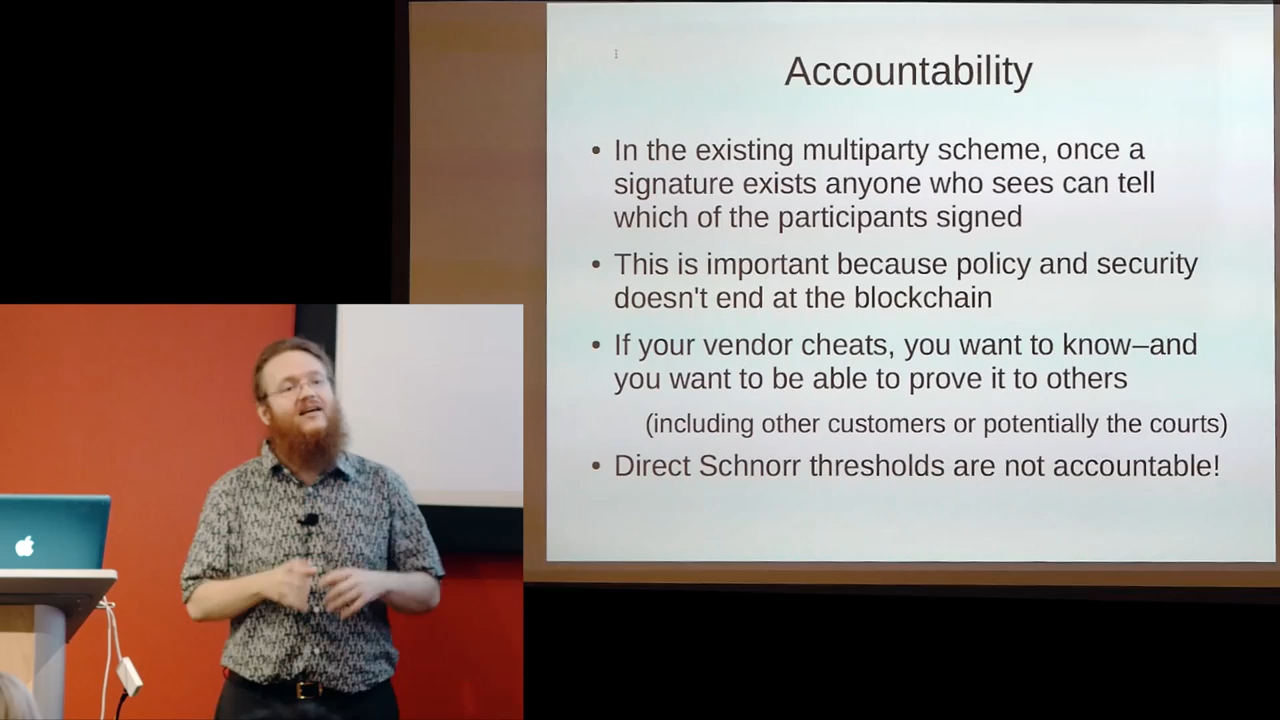 Accountability
• In the existing multiparty scheme, once a
signature exists anyone who sees can tell
which of the participants signed
• This is important because policy and security
doesn't end at the blockchain
• If your vendor cheats, you want to know–and
you want to be able to prove it to others
(including other customers or potentially the courts)
• Direct Schnorr thresholds are not accountable!